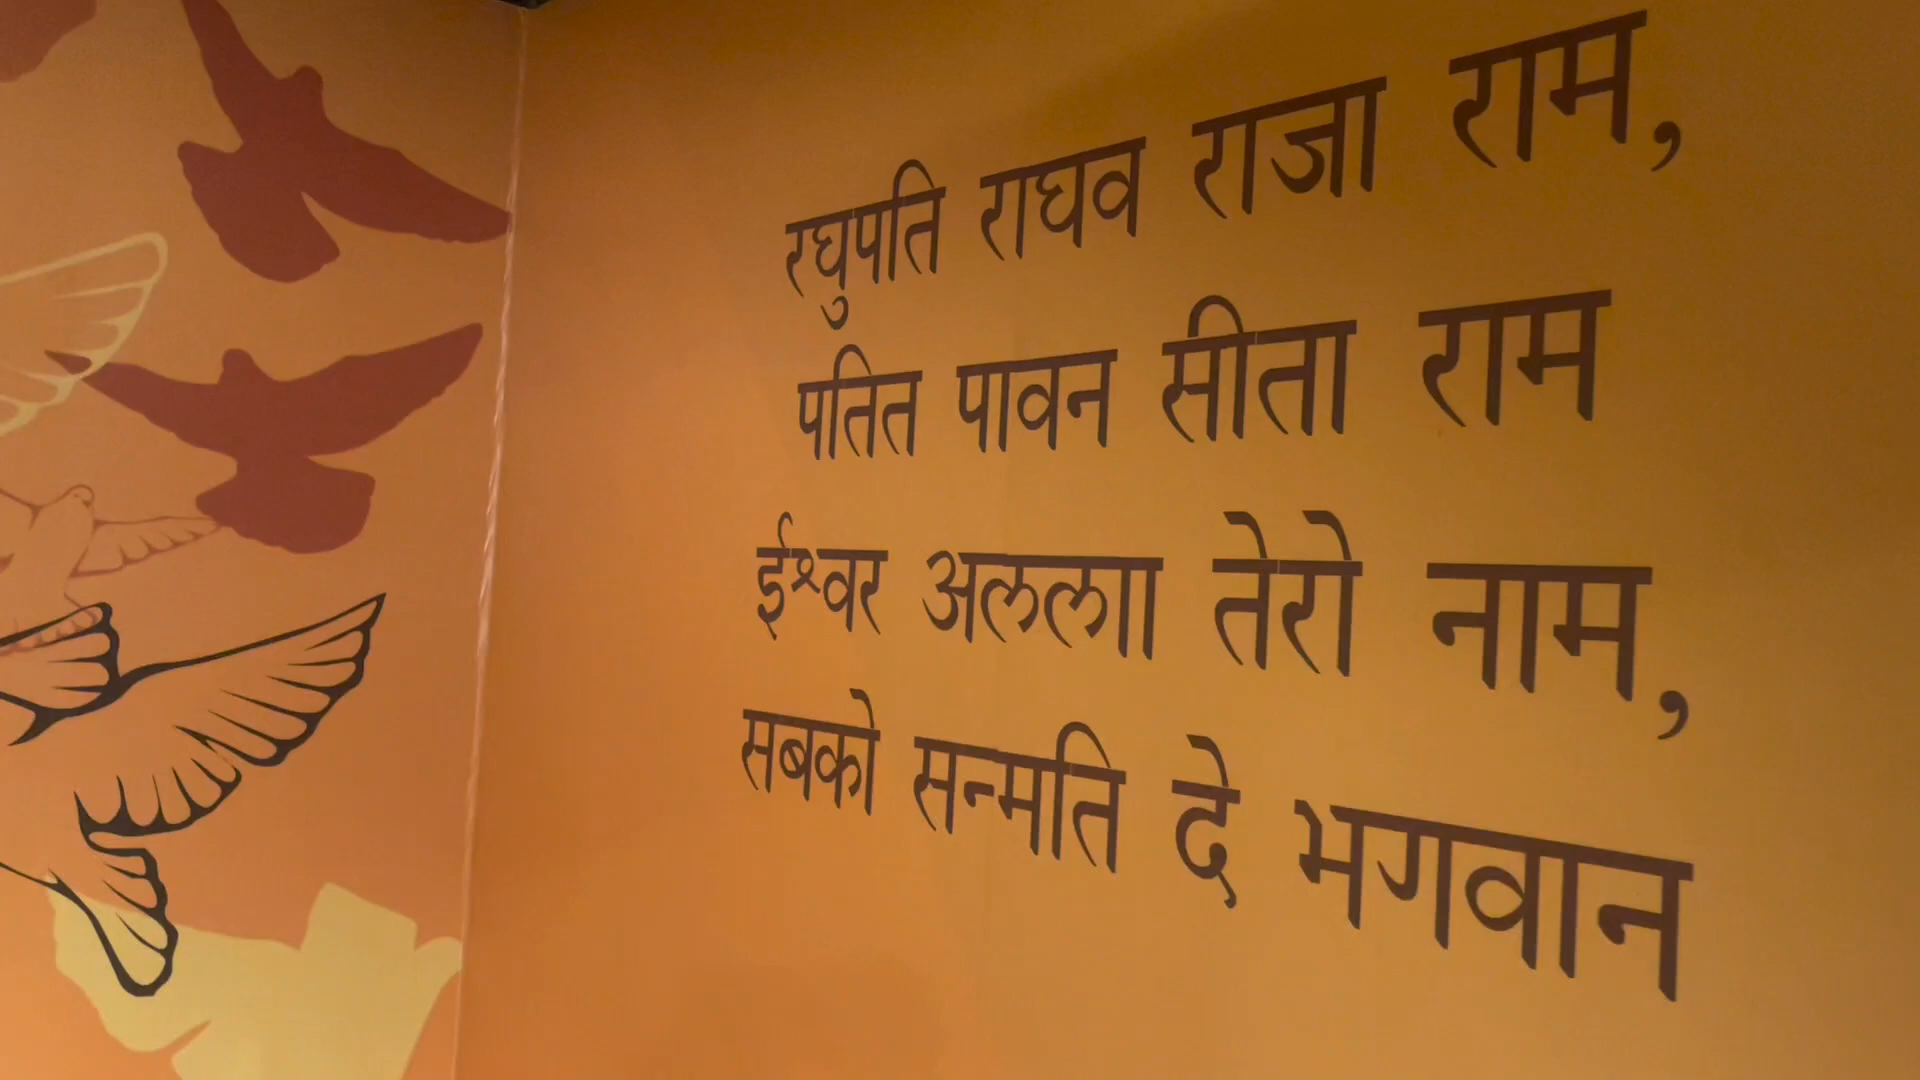 रघुपति राघव राजा राम,
पतित पावन सीता राम
ईश्वर अललाा तेरो नाम,
सबको सन्मति दे भगवान